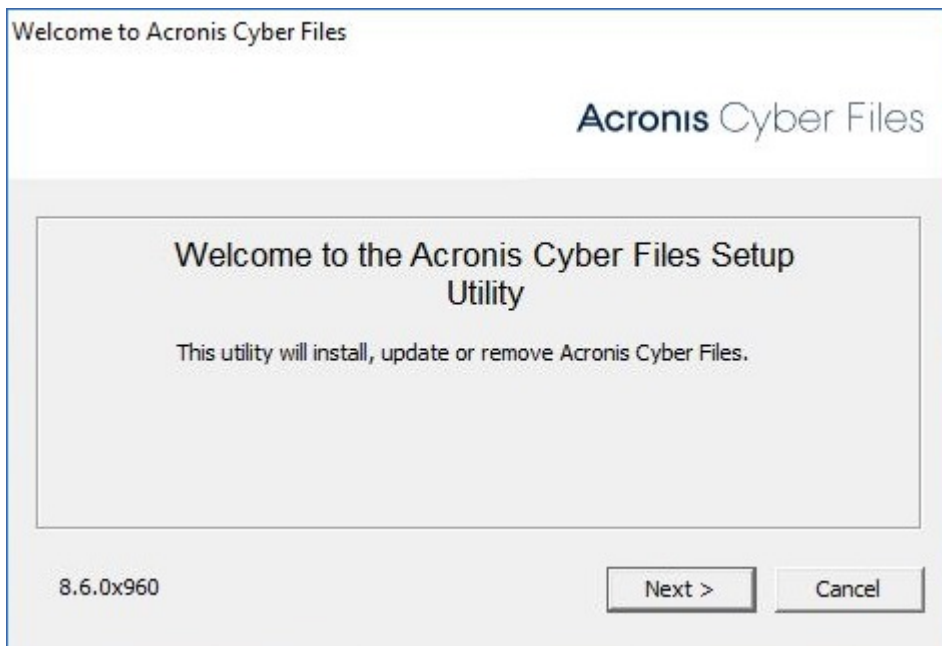 Welcome to Acronis Cyber Files
Acronis Cyber Files
Welcome to the Acronis Cyber Files Setup
Utility
This utility will install, update or remove Acronis Cyber Files.
8.6.0x960
Next >
Cancel